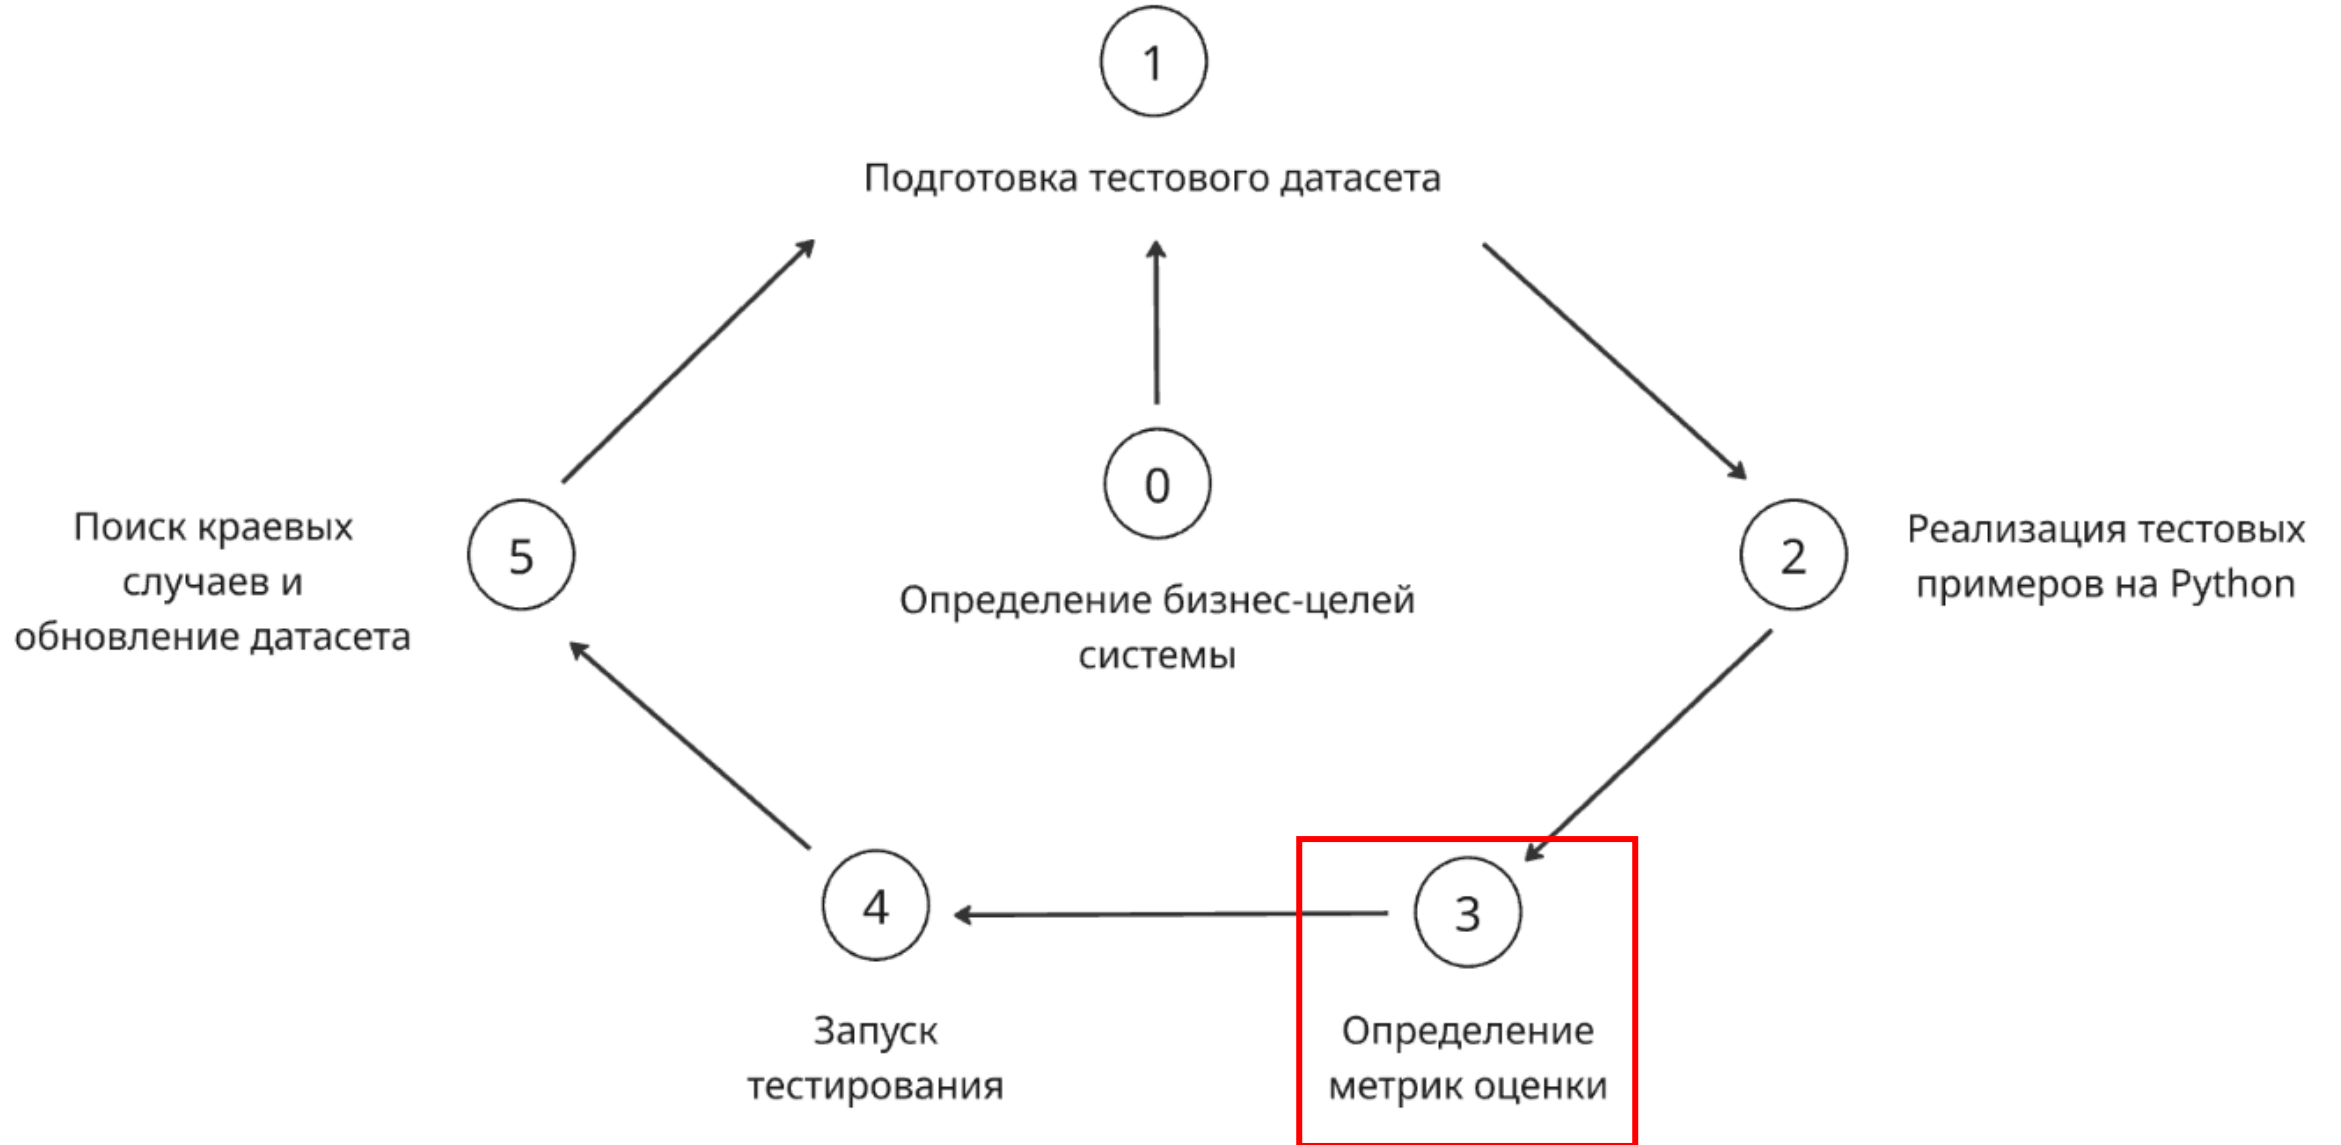 1
Подготовка тестового датасета
0
Определение бизнес-целей
системы
2
Реализация тестовых
примеров на Python
3
Определение
метрик оценки
4
Запуск
тестирования
5
Поиск краевых
случаев и
обновление датасета